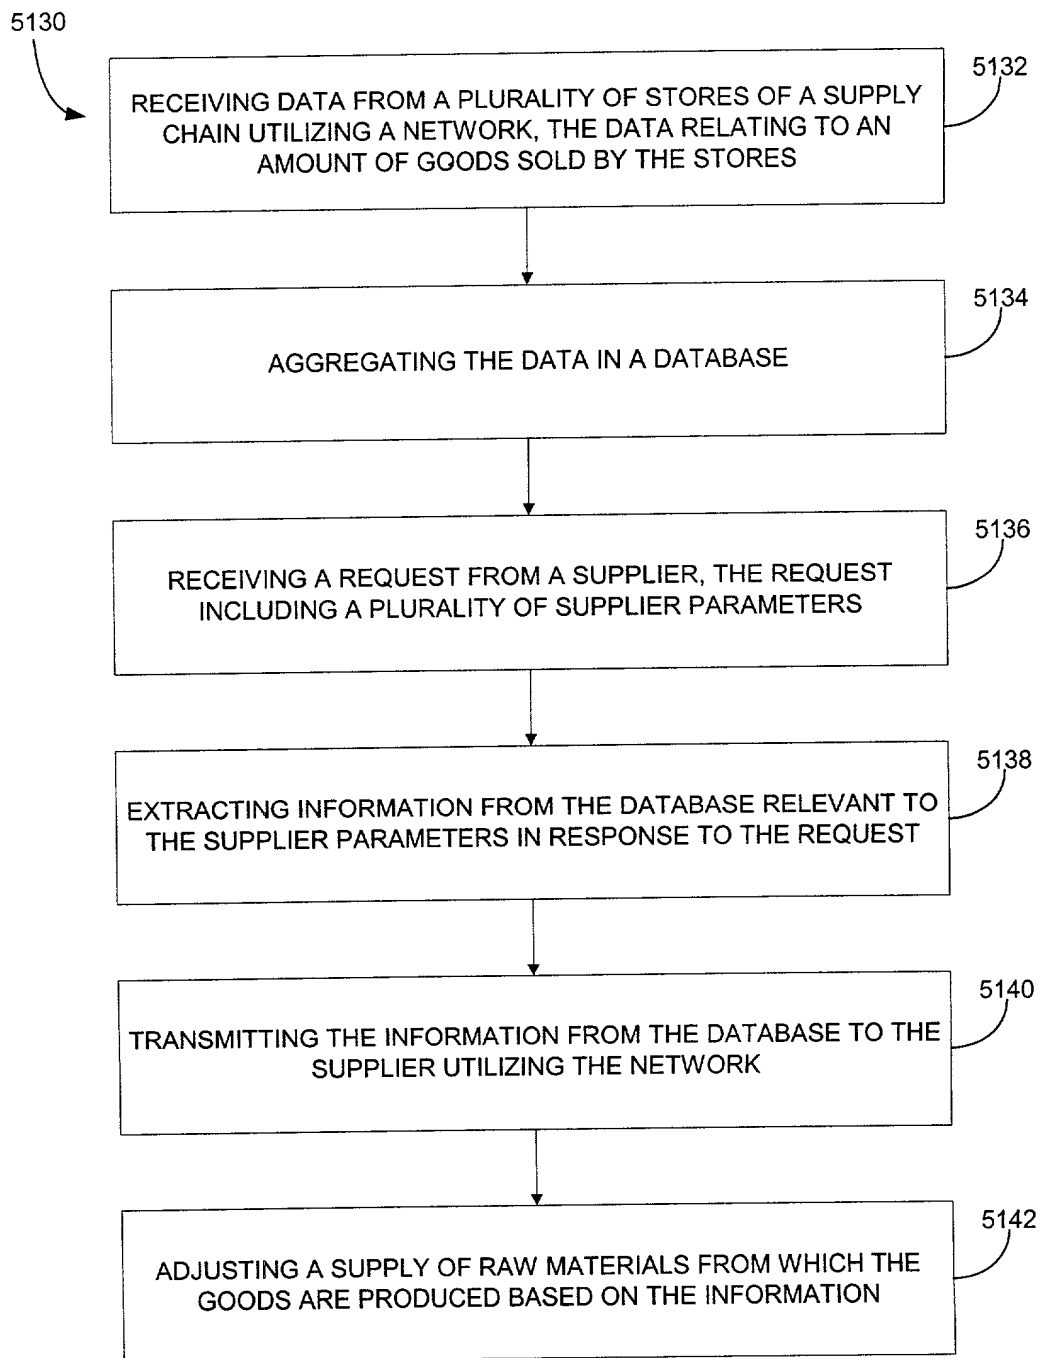 5130
5132
RECEIVING DATA FROM A PLURALITY OF STORES OF A SUPPLY
CHAIN UTILIZING A NETWORK, THE DATA RELATING TO AN
AMOUNT OF GOODS SOLD BY THE STORES
5134
AGGREGATING THE DATA IN A DATABASE
5136
RECEIVING A REQUEST FROM A SUPPLIER, THE REQUEST
INCLUDING A PLURALITY OF SUPPLIER PARAMETERS
5138
EXTRACTING INFORMATION FROM THE DATABASE RELEVANT TO
THE SUPPLIER PARAMETERS IN RESPONSE TO THE REQUEST
5140
TRANSMITTING THE INFORMATION FROM THE DATABASE TO THE
SUPPLIER UTILIZING THE NETWORK
5142
ADJUSTING A SUPPLY OF RAW MATERIALS FROM WHICH THE
GOODS ARE PRODUCED BASED ON THE INFORMATION